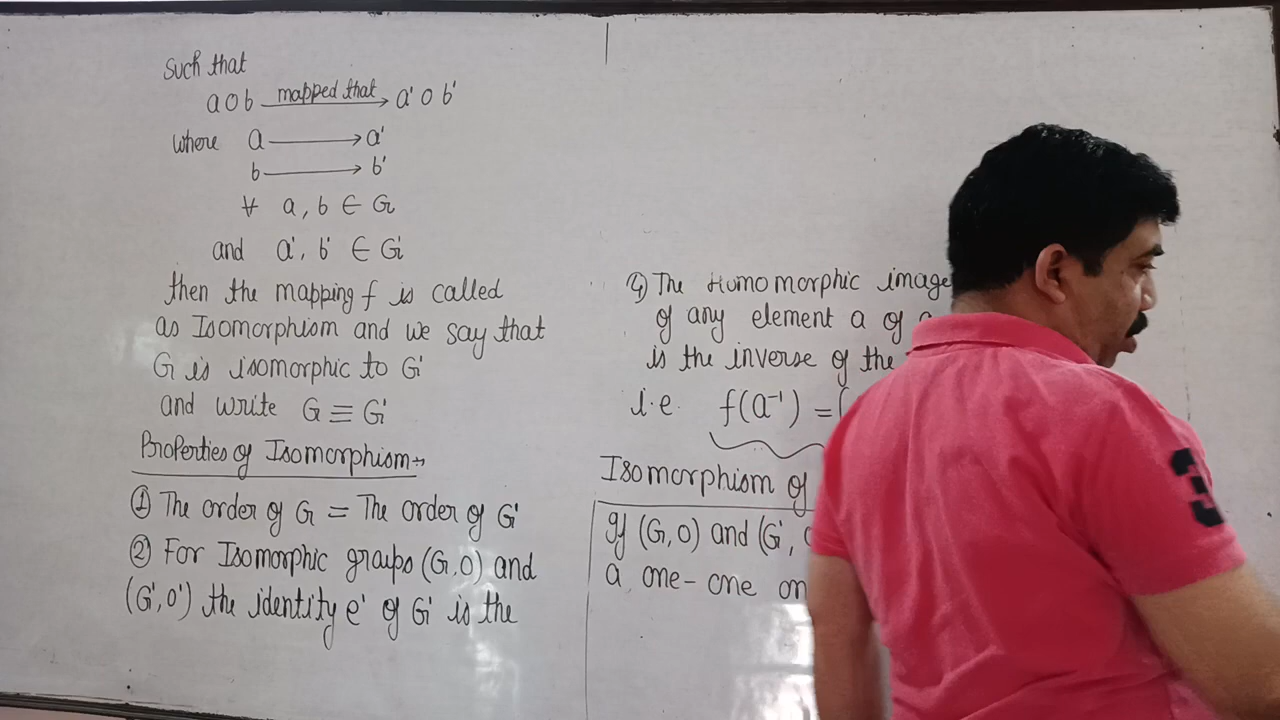 Such that
a o b mapped that → a' o b'
where a → a'
b → b'
∀ a, b ∈ G
and a', b' ∈ G'
then the mapping f is called
as Isomorphism and we say that
G is isomorphic to G'
and write G ≡ G'
Properties of Isomorphism→
① The order of G = The order of G'
② For Isomorphic groups (G,o) and
(G',o') the identity e' of G' is the
4) The Homomorphic image
of any element a of
is the inverse of the
i.e. f(a⁻¹) = (
Isomorphism of
If (G,o) and (G',
a one-one on
3